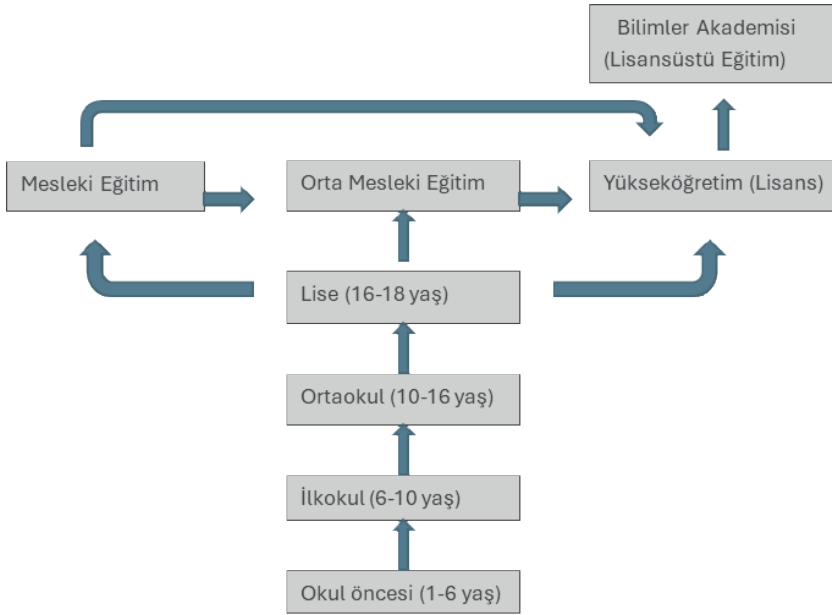 Bilimler Akademisi
(Lisansüstü Eğitim)
Mesleki Eğitim
Orta Mesleki Eğitim
Yükseköğretim (Lisans)
Lise (16-18 yaş)
Ortaokul (10-16 yaş)
İlkokul (6-10 yaş)
Okul öncesi (1-6 yaş)